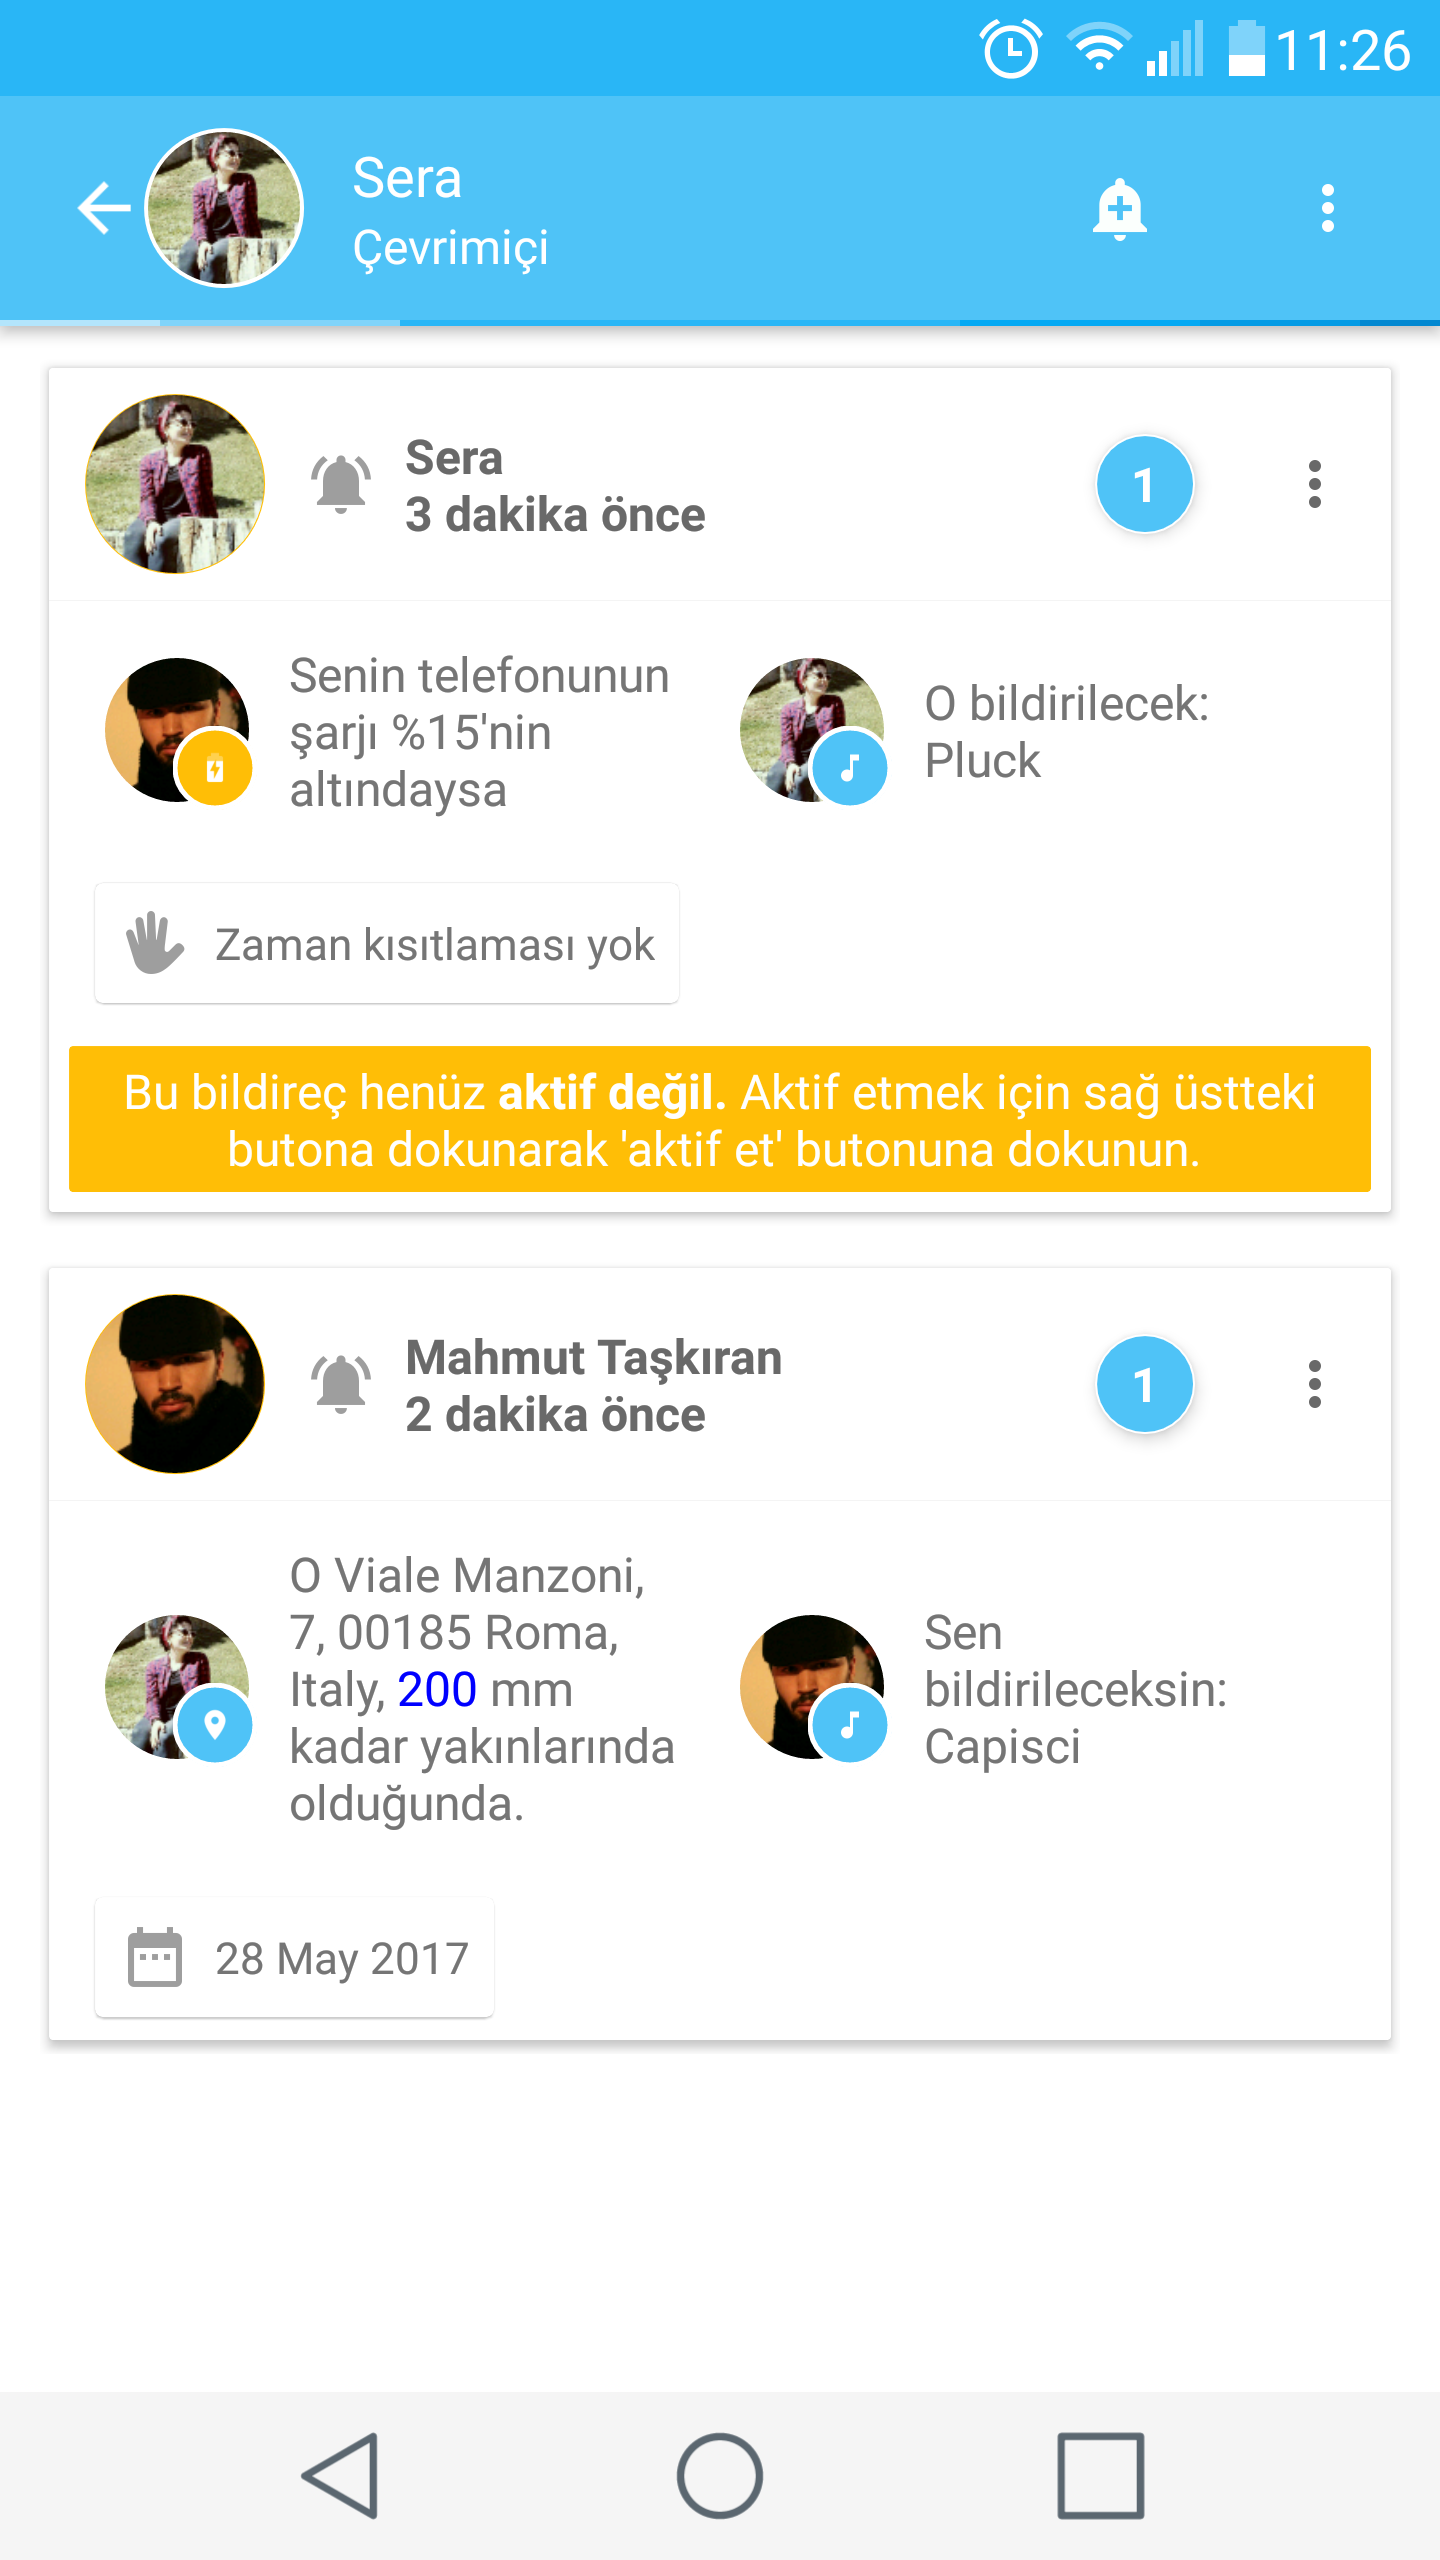 11:26
Sera
Çevrimiçi
Sera
3 dakika önce
1
Senin telefonunun
şarjı %15'nin
altındaysa
O bildirilecek:
Pluck
Zaman kısıtlaması yok
Bu bildireç henüz aktif değil. Aktif etmek için sağ üstteki
butona dokunarak 'aktif et' butonuna dokunun.
Mahmut Taşkıran
2 dakika önce
1
O Viale Manzoni,
7, 00185 Roma,
Italy, 200 mm
kadar yakınlarında
olduğunda.
Sen
bildirileceksin:
Capisci
28 May 2017